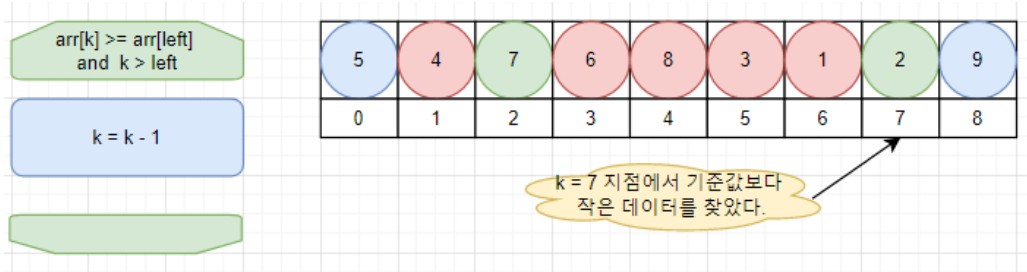 arr[k] >= arr[left]
and k > left
k = k - 1
5 4 7 6 8 3 1 2 9
0 1 2 3 4 5 6 7 8
k = 7 지점에서 기준값보다
작은 데이터를 찾았다.